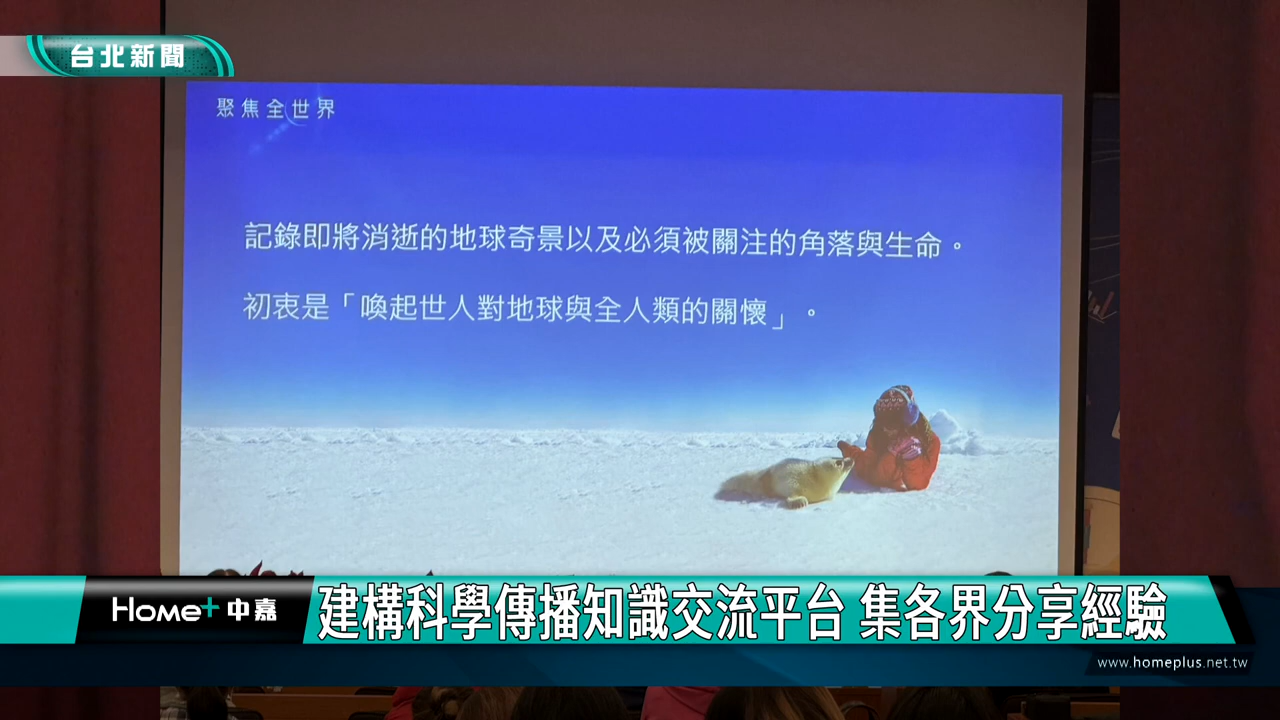 台北新聞
聚焦全世界
記錄即將消逝的地球奇景以及必須被關注的角落與生命。
初衷是「喚起世人對地球與全人類的關懷」。
Home+ 中嘉
建構科學傳播知識交流平台 集各界分享經驗
www.homeplus.net.tw